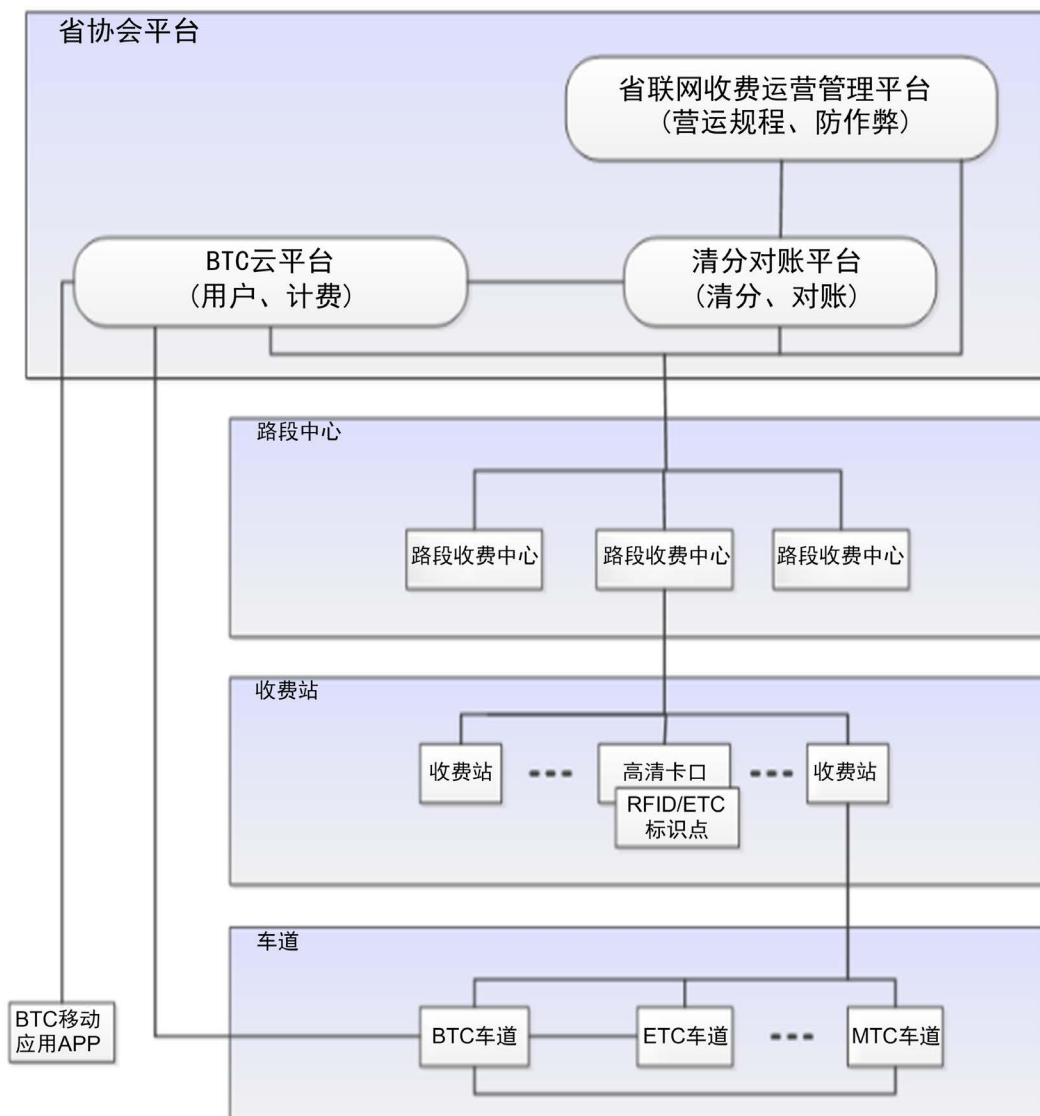 省协会平台
省联网收费运营管理平台
(营运规程、防作弊)
BTC云平台
(用户、计费)
清分对账平台
(清分、对账)
路段中心
路段收费中心
路段收费中心
路段收费中心
收费站
收费站
高清卡口
收费站
RFID/ETC
标识点
车道
BTC移动
应用APP
BTC车道
ETC车道
MTC车道